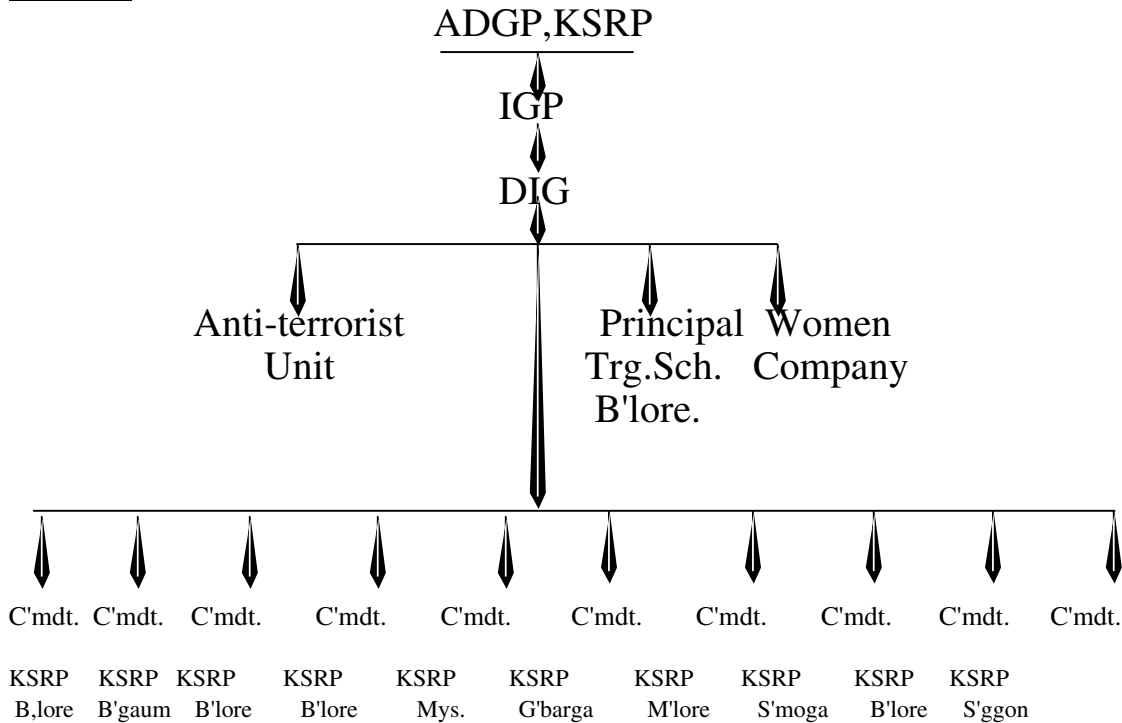 ADGP,KSRP
IGP
DIG
Anti-terrorist Unit
Principal Trg.Sch. B'lore.
Women Company
C'mdt. C'mdt. C'mdt. C'mdt. C'mdt. C'mdt. C'mdt. C'mdt. C'mdt. C'mdt.
KSRP KSRP KSRP KSRP KSRP KSRP KSRP KSRP KSRP KSRP
B,lore B'gaum B'lore B'lore Mys. G'barga M'lore S'moga B'lore S'ggon